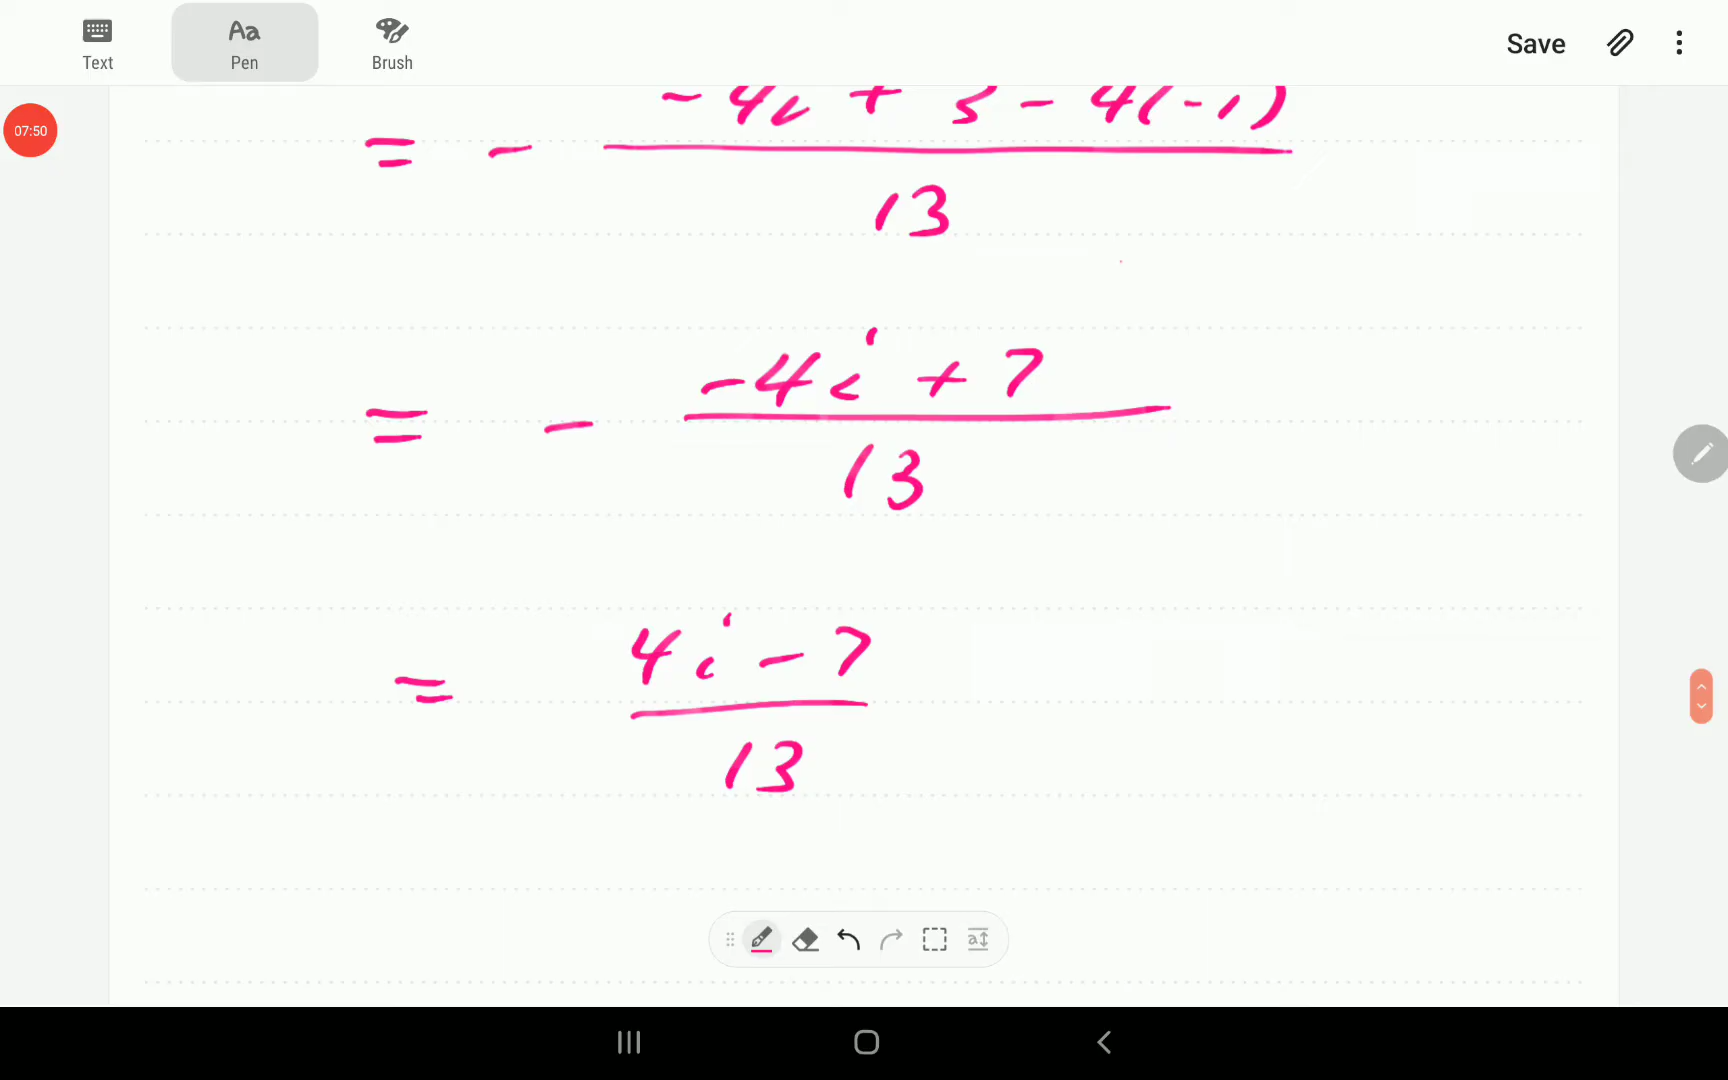 Text Pen Brush Save
07:50
= - -4i + 3 - 4(-1)
13
= - -4i + 7
13
= 4i - 7
13